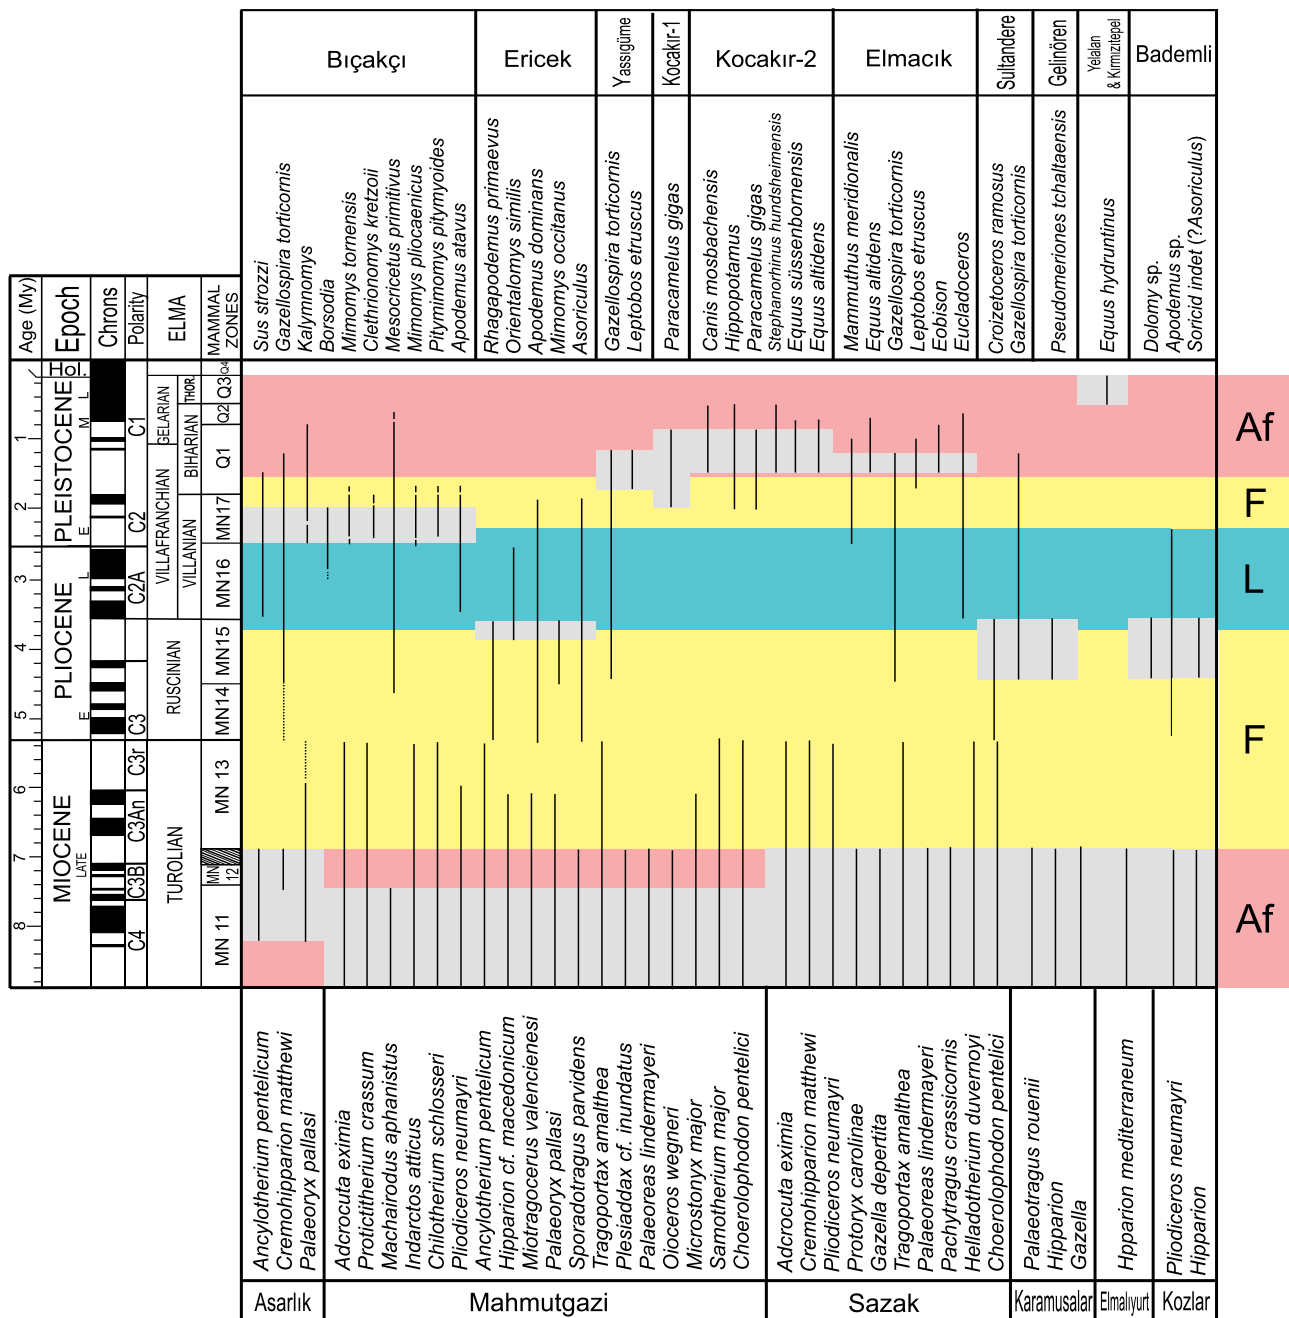 Bıçakçı
Ericek
Yassıgüme
Kocakır-1
Kocakır-2
Elmacık
Sultandere
Gelinören
Yelalan
& Kırmızıtepel
Bademli
Sus strozzi
Gazellospira torticornis
Kalymnomys
Borsodia
Mimomys tornensis
Clethrionomys kretzoii
Mesocricetus primitivus
Mimomys pliocaenicus
Pitymimomys pitymyoides
Apodemus atavus
Rhagapodemus primaevus
Orientalomys similis
Apodemus dominans
Mimomys occitanus
Asoriculus
Gazellospira torticornis
Leptobos etruscus
Paracamelus gigas
Canis mosbachensis
Hippopotamus
Paracamelus gigas
Stephanorhinus hundsheimensis
Equus süssenbornensis
Equus altidens
Mammuthus meridionalis
Equus altidens
Gazellospira torticornis
Leptobos etruscus
Eobison
Eucladoceros
Croizetoceros ramosus
Gazellospira torticornis
Pseudomeriones tchaltaensis
Equus hydruntinus
Dolomy sp.
Apodemus sp.
Soricid indet (?Asoriculus)
Age (My)
Epoch
Chrons
Polarity
ELMA
MAMMAL
ZONES
1
2
3
4
5
6
7
8
Hol.
PLEISTOCENE
L
M
E
PLIOCENE
L
E
MIOCENE
LATE
C1
C2
C2A
C3
C3r
C3An
C3B
C4
GELARIAN
VILLAFRANCHIAN
THOR.
BIHARIAN
VILLANIAN
RUSCINIAN
TUROLIAN
Q4
Q3
Q2
Q1
MN17
MN16
MN15
MN14
MN 13
MN
12
MN 11
Af
F
L
F
Af
Ancylotherium pentelicum
Cremohipparion matthewi
Palaeoryx pallasi
Adcrocuta eximia
Protictitherium crassum
Machairodus aphanistus
Indarctos atticus
Chilotherium schlosseri
Pliodiceros neumayri
Ancylotherium pentelicum
Hipparion cf. macedonicum
Miotragocerus valencienesi
Palaeoryx pallasi
Sporadotragus parvidens
Tragoportax amalthea
Plesiaddax cf. inundatus
Palaeoreas lindermayeri
Oioceros wegneri
Microstonyx major
Samotherium major
Choerolophodon pentelici
Adcrocuta eximia
Cremohipparion matthewi
Pliodiceros neumayri
Protoryx carolinae
Gazella depertita
Tragoportax amalthea
Palaeoreas lindermayeri
Pachytragus crassicornis
Helladotherium duvernoyi
Choerolophodon pentelici
Palaeotragus rouenii
Hipparion
Gazella
Hpparion mediterraneum
Pliodiceros neumayri
Hipparion
Asarlık
Mahmutgazi
Sazak
Karamusalar
Elmalıyurt
Kozlar